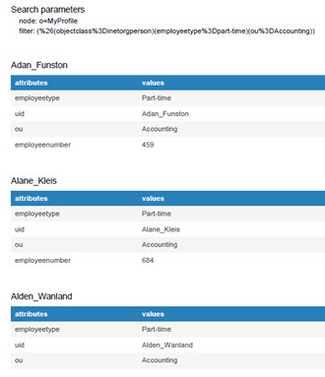 Search parameters
node: o=MyProfile
filter: (%26(objectclass%3Dinetorgperson)(employeetype%3Dpart-time)(ou%3DAccounting))
Adan_Funston
attributes values
employeetype Part-time
uid Adan_Funston
ou Accounting
employeenumber 459
Alane_Kleis
attributes values
employeetype Part-time
uid Alane_Kleis
ou Accounting
employeenumber 684
Alden_Wanland
attributes values
employeetype Part-time
uid Alden_Wanland
ou Accounting